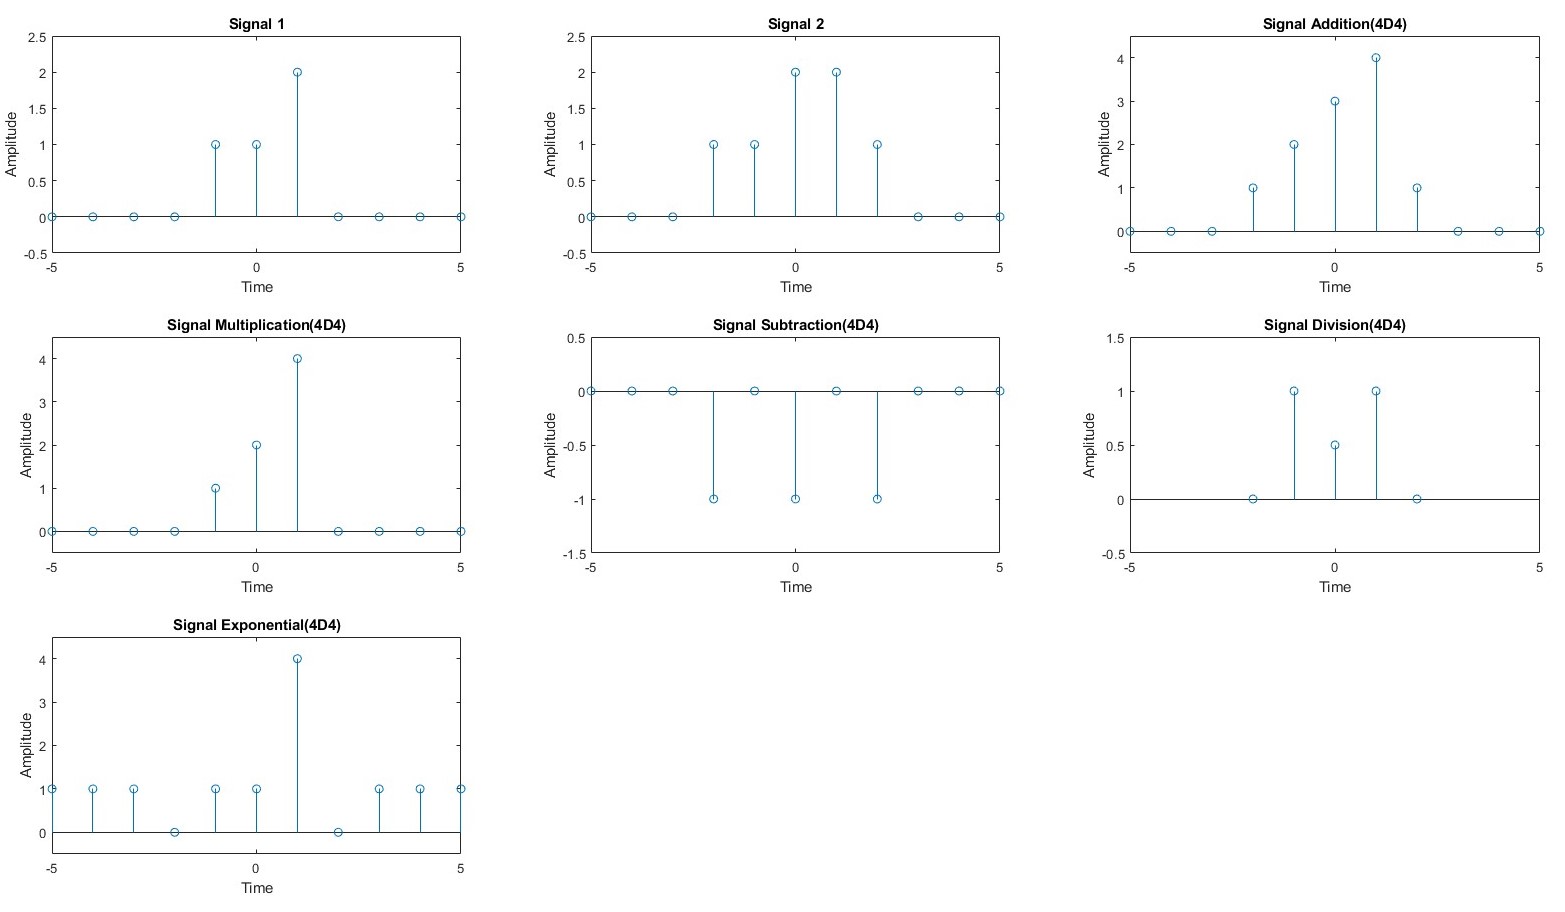 Signal 1
2.5
2
1.5
1
0.5
0
-0.5
-5
0
5
Amplitude
Time
Signal 2
2.5
2
1.5
1
0.5
0
-0.5
-5
0
5
Amplitude
Time
Signal Addition(4D4)
4
3
2
1
0
-5
0
5
Amplitude
Time
Signal Multiplication(4D4)
4
3
2
1
0
-5
0
5
Amplitude
Time
Signal Subtraction(4D4)
0.5
0
-0.5
-1
-1.5
-5
0
5
Amplitude
Time
Signal Division(4D4)
1.5
1
0.5
0
-0.5
-5
0
5
Amplitude
Time
Signal Exponential(4D4)
4
3
2
1
0
-5
0
5
Amplitude
Time